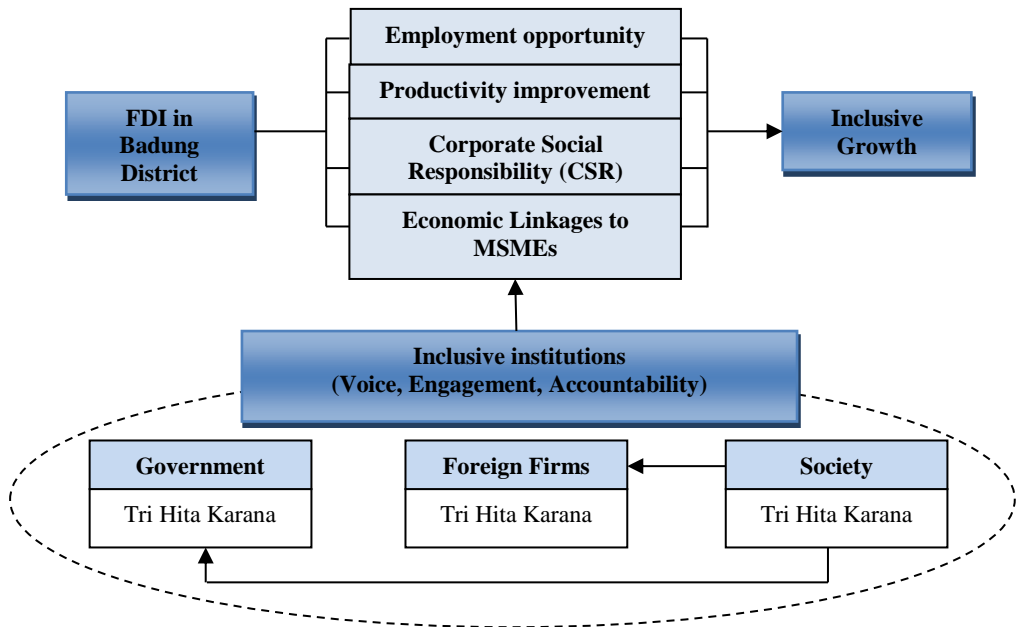 Employment opportunity
Productivity improvement
FDI in
Badung
District
Corporate Social
Responsibility (CSR)
Inclusive
Growth
Economic Linkages to
MSMEs
Inclusive institutions
(Voice, Engagement, Accountability)
Government
Foreign Firms
Society
Tri Hita Karana
Tri Hita Karana
Tri Hita Karana